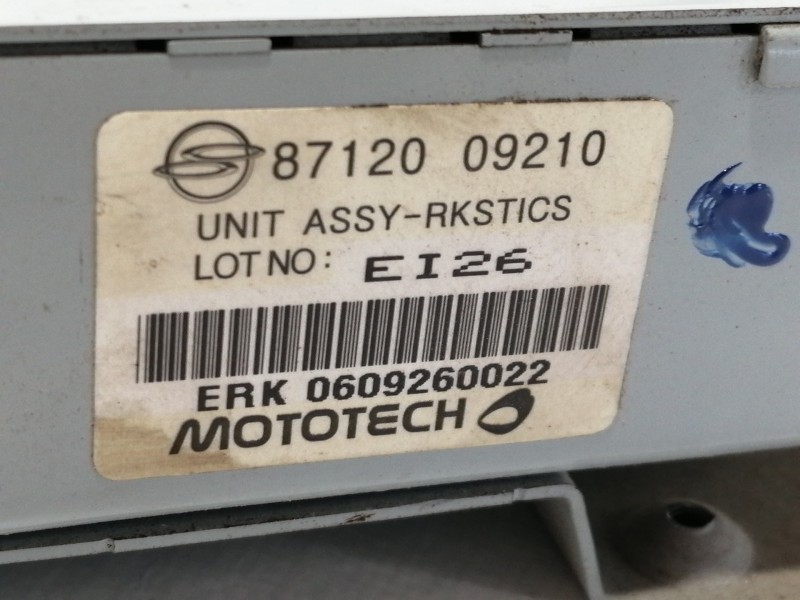 87120 09210
UNIT ASSY-RKSTICS
LOT NO: EI26
ERK 0609260022
MOTOTECH